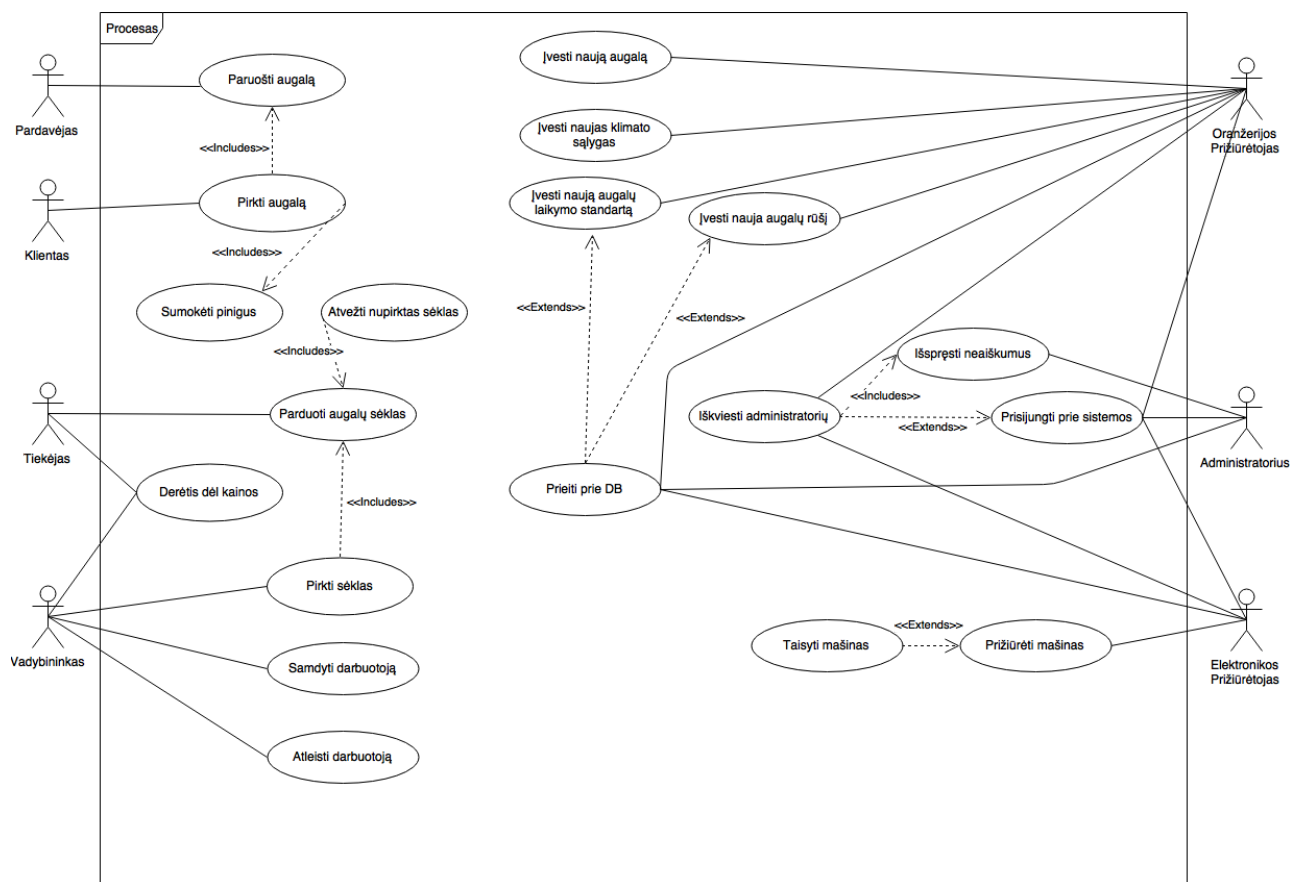 Procesas
Paruošti augalą
Pardavėjas
<<Includes>>
Pirkti augalą
Klientas
<<Includes>>
Sumokėti pinigus
Atvežti nupirktas sėklas
<<Includes>>
Parduoti augalų sėklas
Tiekėjas
Derėtis dėl kainos
<<Includes>>
Pirkti sėklas
Vadybininkas
Samdyti darbuotoją
Atleisti darbuotoją
Įvesti naują augalą
Įvesti naujas klimato
sąlygas
Įvesti naują augalų
laikymo standartą
Įvesti nauja augalų rūšį
<<Extends>>
<<Extends>>
Prieiti prie DB
Iškviesti administratorių
<<Includes>>
<<Extends>>
Išspręsti neaiškumus
Prisijungti prie sistemos
Taisyti mašinas
<<Extends>>
Prižiūrėti mašinas
Oranžerijos
Prižiūrėtojas
Administratorius
Elektronikos
Prižiūrėtojas